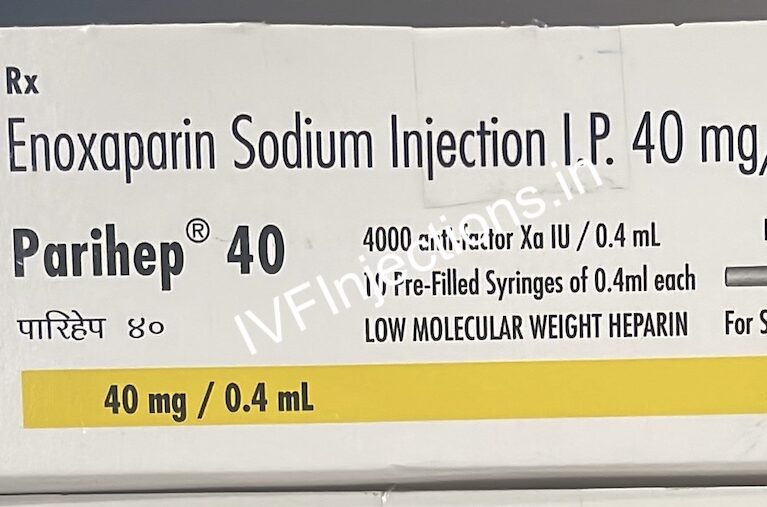 Rx
Enoxaparin Sodium Injection I.P. 40 mg/
Parihep® 40
पारिहेप ४०
4000 anti-factor Xa IU / 0.4 mL
10 Pre-Filled Syringes of 0.4ml each
LOW MOLECULAR WEIGHT HEPARIN
For S
40 mg / 0.4 mL
IVFInjections.in